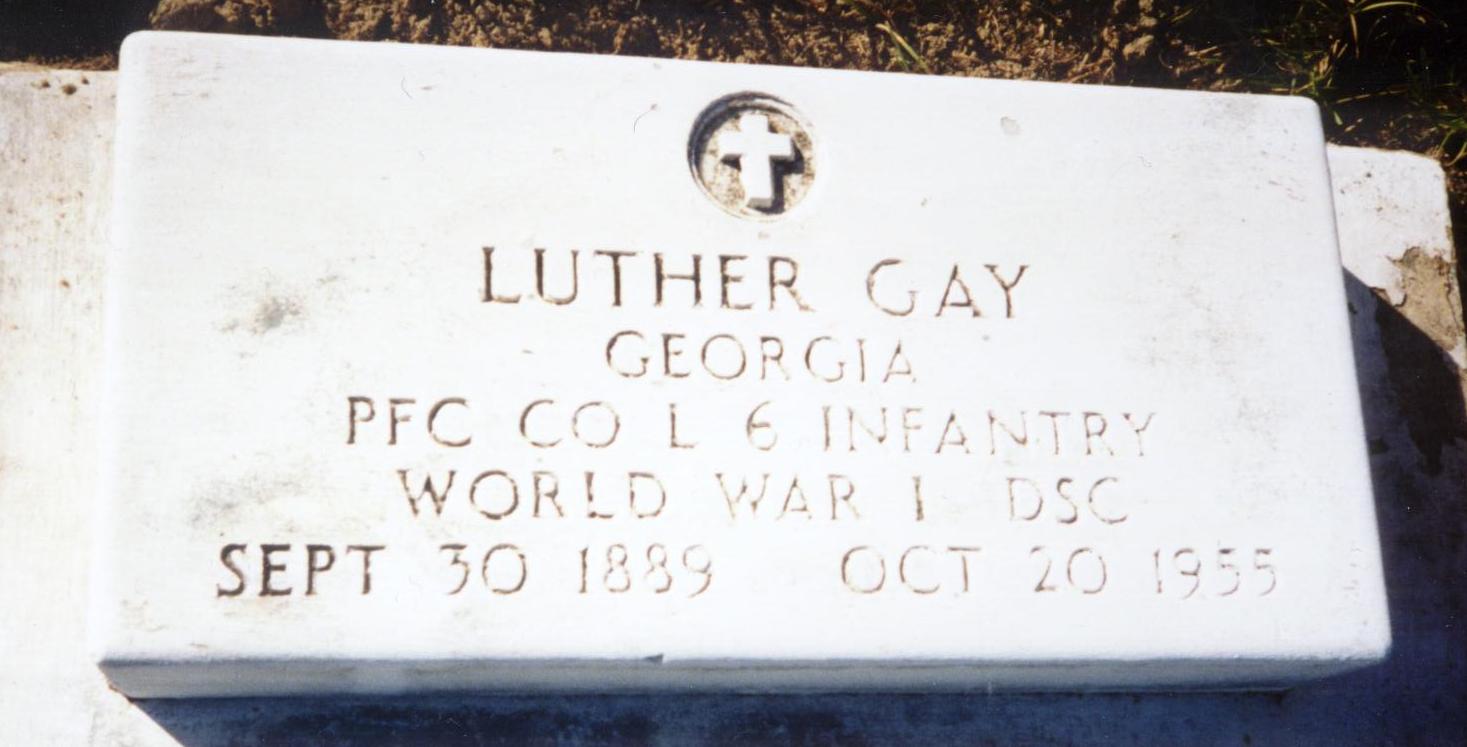 LUTHER GAY
GEORGIA
PFC CO L 6 INFANTRY
WORLD WAR I DSC
SEPT 30 1889 OCT 20 1955